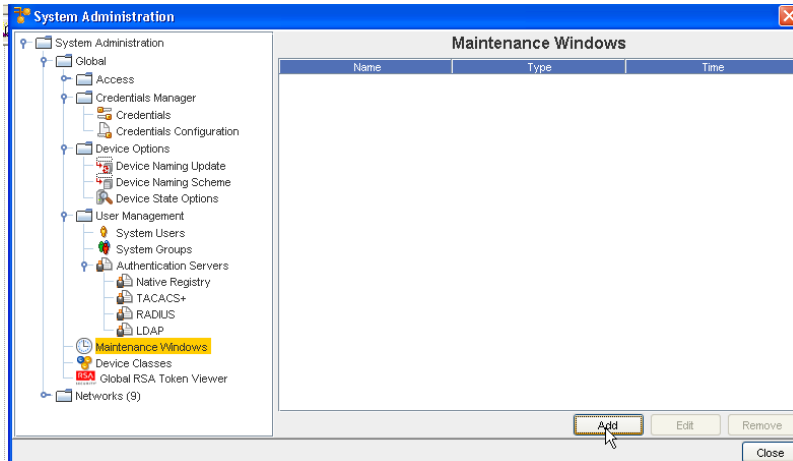 System Administration
System Administration
Global
Access
Credentials Manager
Credentials
Credentials Configuration
Device Options
Device Naming Update
Device Naming Scheme
Device State Options
User Management
System Users
System Groups
Authentication Servers
Native Registry
TACACS+
RADIUS
LDAP
Maintenance Windows
Device Classes
RSA Global RSA Token Viewer
Networks (9)
Maintenance Windows
Name Type Time
Add Edit Remove
Close